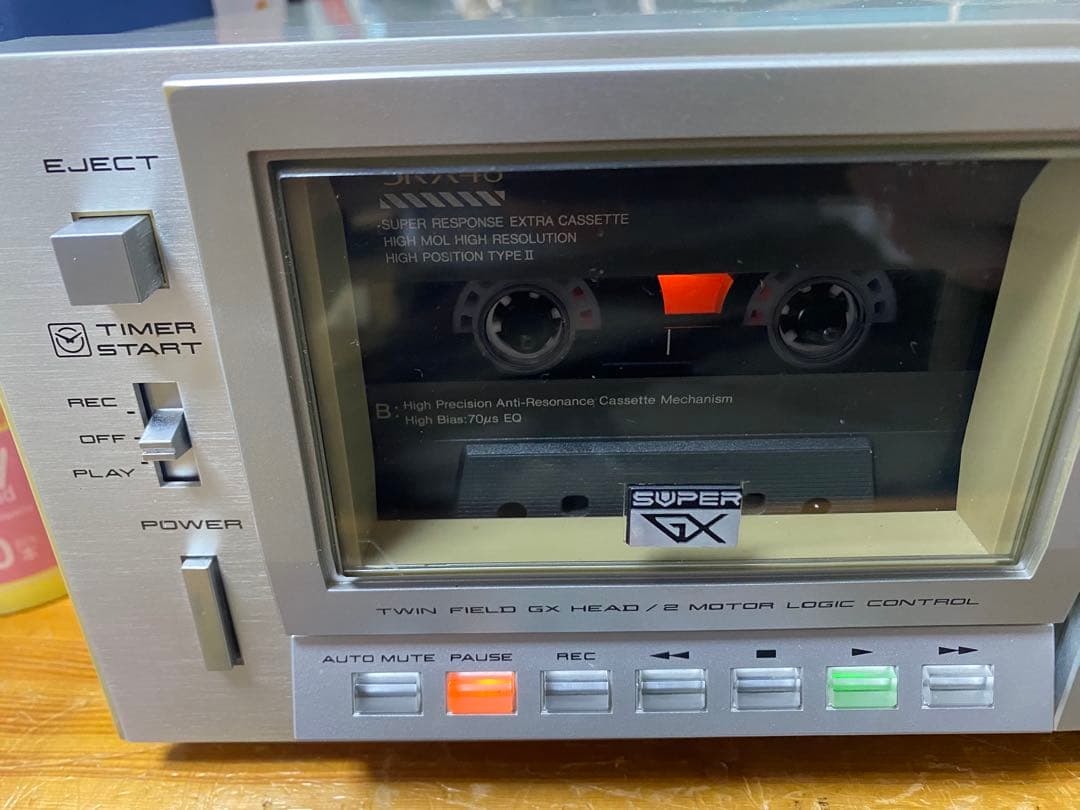 EJECT
TIMER
START
REC
OFF
PLAY
POWER
SUPER RESPONSE EXTRA CASSETTE
HIGH MOL HIGH RESOLUTION
HIGH POSITION TYPE II
B: High Precision Anti-Resonance Cassette Mechanism
High Bias:70µs EQ
SUPER
GX
TWIN FIELD GX HEAD / 2 MOTOR LOGIC CONTROL
AUTO MUTE PAUSE REC